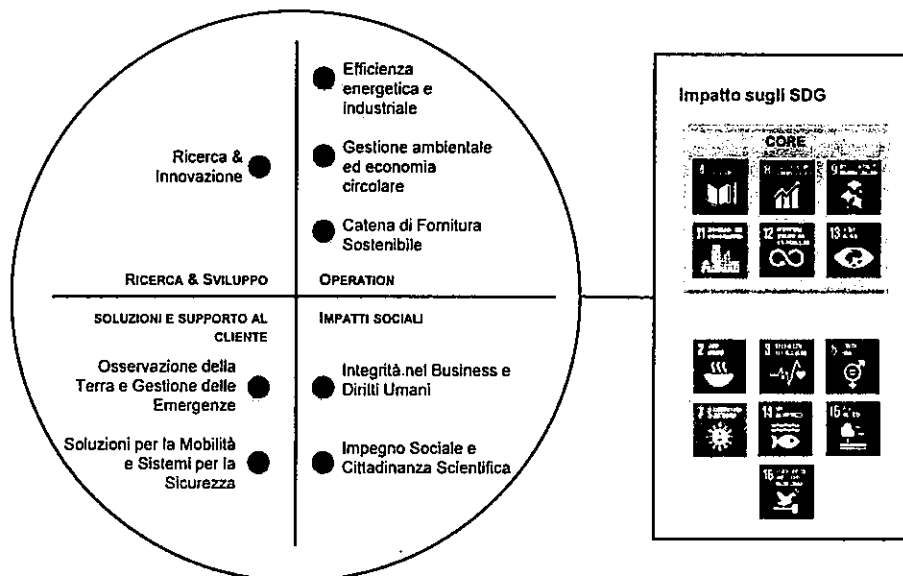 Efficienza
energetica e
industriale
Ricerca &
Innovazione
Gestione ambientale
ed economia
circolare
Catena di Fornitura
Sostenibile
RICERCA & SVILUPPO
OPERATION
SOLUZIONI E SUPPORTO AL
CLIENTE
IMPATTI SOCIALI
Osservazione della
Terra e Gestione delle
Emergenze
Integrità.nel Business e
Diritti Umani
Soluzioni per la Mobilità
e Sistemi per la
Sicurezza
Impegno Sociale e
Cittadinanza Scientifica
Impatto sugli SDG
CORE
4
8
9
11
12
13
2
3
5
7
14
15
16